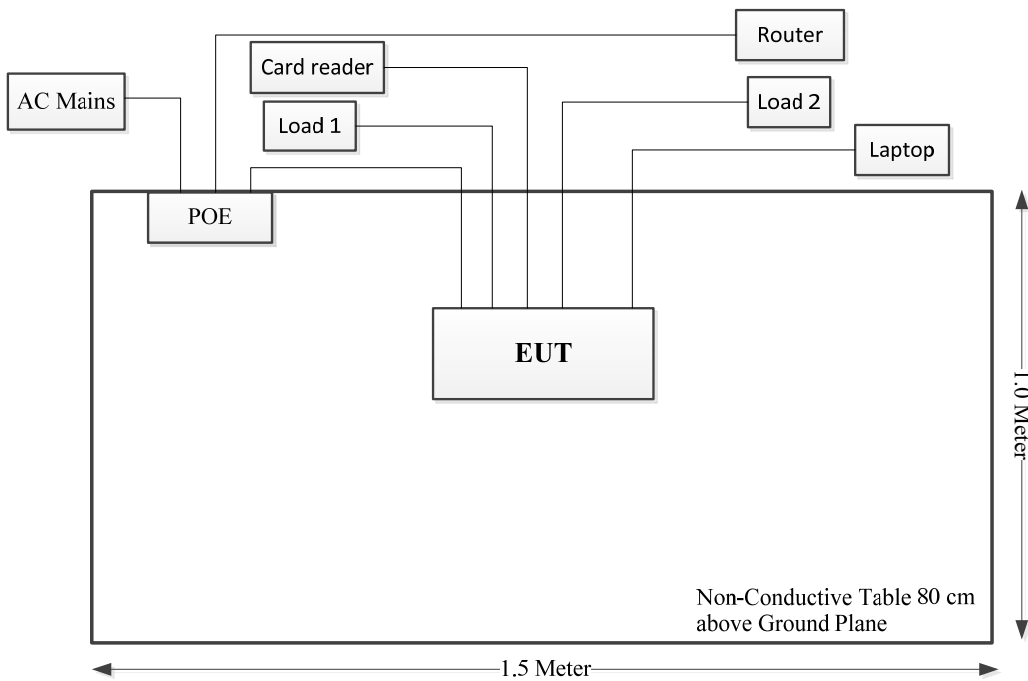 Router
Card reader
AC Mains
Load 2
Load 1
Laptop
POE
EUT
1.0 Meter
Non-Conductive Table 80 cm
above Ground Plane
1.5 Meter